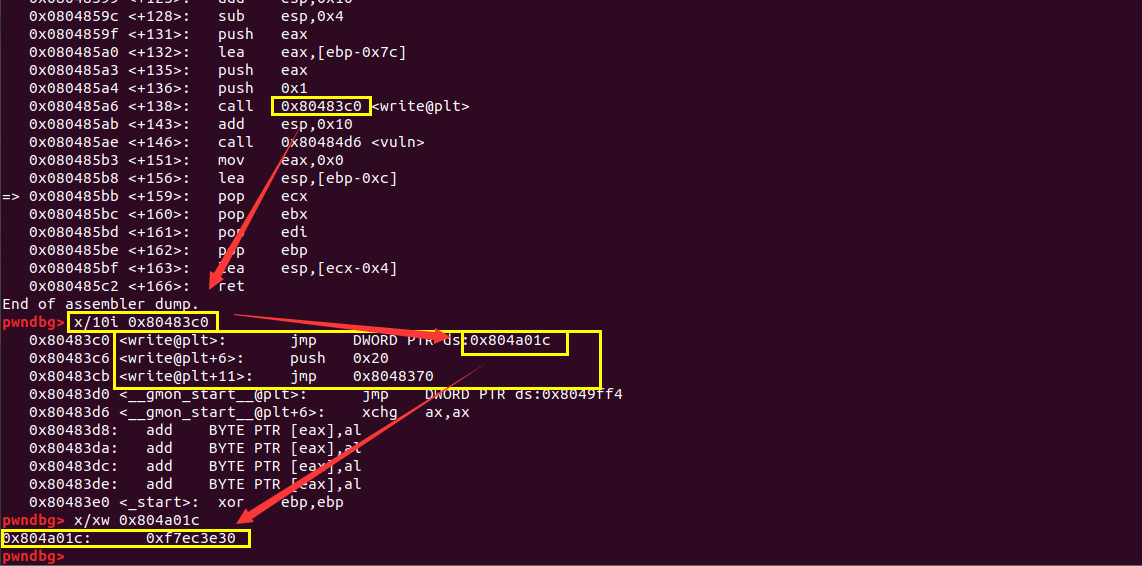 0x08048599 <+125>: add esp,0x10
0x0804859c <+128>: sub esp,0x4
0x0804859f <+131>: push eax
0x080485a0 <+132>: lea eax,[ebp-0x7c]
0x080485a3 <+135>: push eax
0x080485a4 <+136>: push 0x1
0x080485a6 <+138>: call 0x80483c0 <write@plt>
0x080485ab <+143>: add esp,0x10
0x080485ae <+146>: call 0x80484d6 <vuln>
0x080485b3 <+151>: mov eax,0x0
0x080485b8 <+156>: lea esp,[ebp-0xc]
=> 0x080485bb <+159>: pop ecx
0x080485bc <+160>: pop ebx
0x080485bd <+161>: pop edi
0x080485be <+162>: pop ebp
0x080485bf <+163>: lea esp,[ecx-0x4]
0x080485c2 <+166>: ret
End of assembler dump.
pwndbg> x/10i 0x80483c0
0x80483c0 <write@plt>: jmp DWORD PTR ds:0x804a01c
0x80483c6 <write@plt+6>: push 0x20
0x80483cb <write@plt+11>: jmp 0x8048370
0x80483d0 <__gmon_start__@plt>: jmp DWORD PTR ds:0x8049ff4
0x80483d6 <__gmon_start__@plt+6>: xchg ax,ax
0x80483d8: add BYTE PTR [eax],al
0x80483da: add BYTE PTR [eax],al
0x80483dc: add BYTE PTR [eax],al
0x80483de: add BYTE PTR [eax],al
0x80483e0 <_start>: xor ebp,ebp
pwndbg> x/xw 0x804a01c
0x804a01c: 0xf7ec3e30
pwndbg>